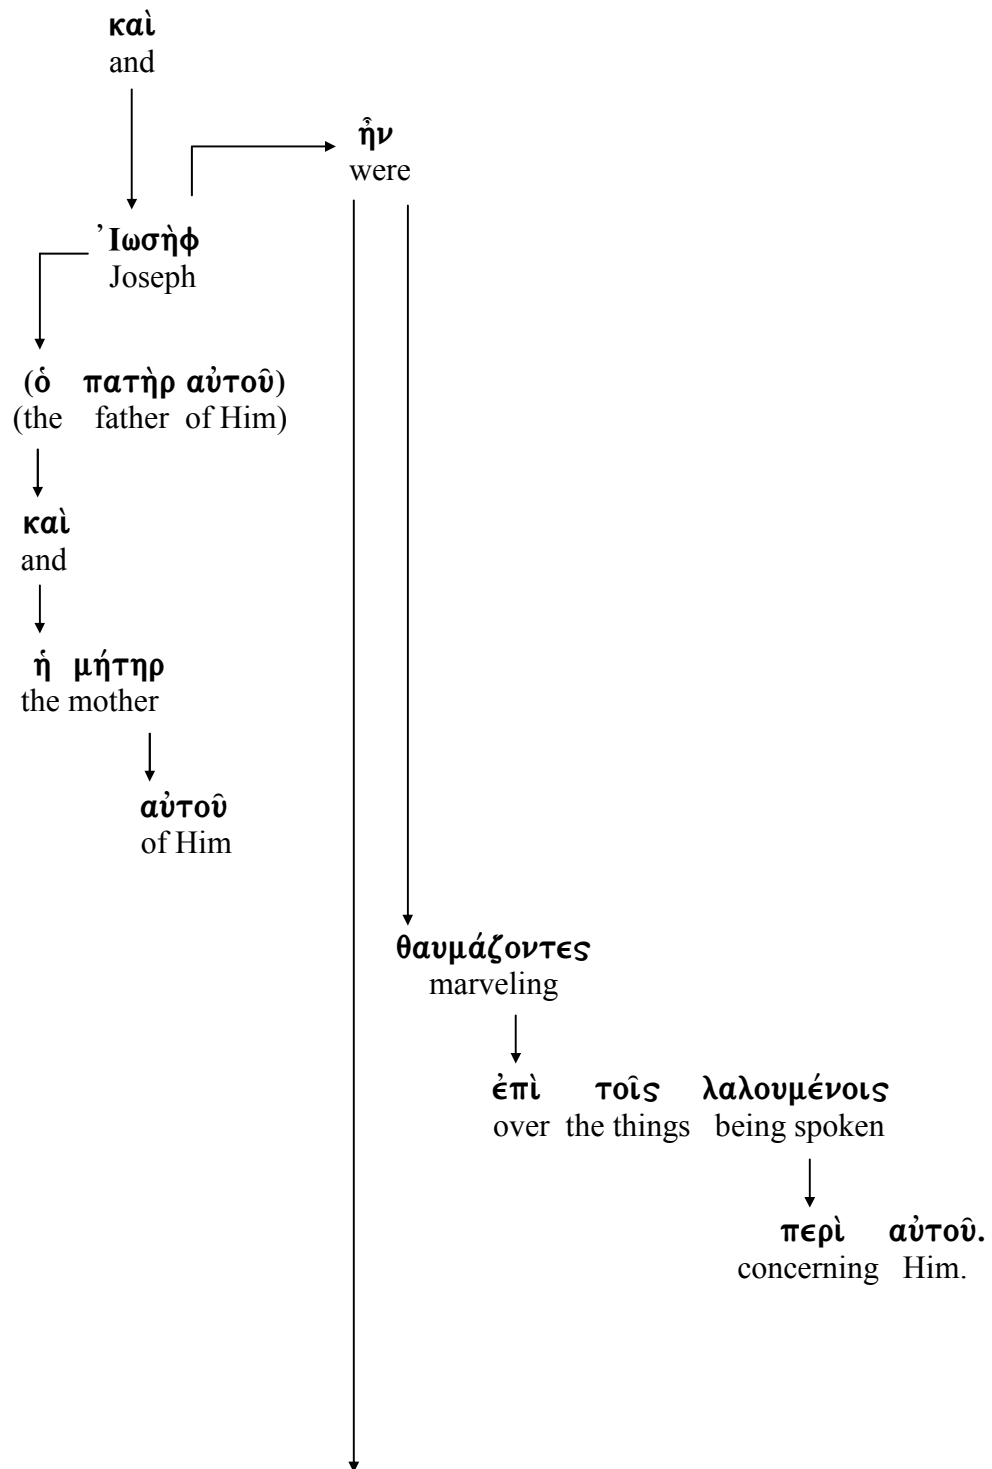 καὶ
and
ἦν
were
Ἰωσὴφ
Joseph
(ὁ πατὴρ αὐτοῦ)
(the father of Him)
καὶ
and
ἡ μήτηρ
the mother
αὐτοῦ
of Him
θαυμάζοντες
marveling
ἐπὶ τοῖς λαλουμένοις
over the things being spoken
περὶ αὐτοῦ.
concerning Him.